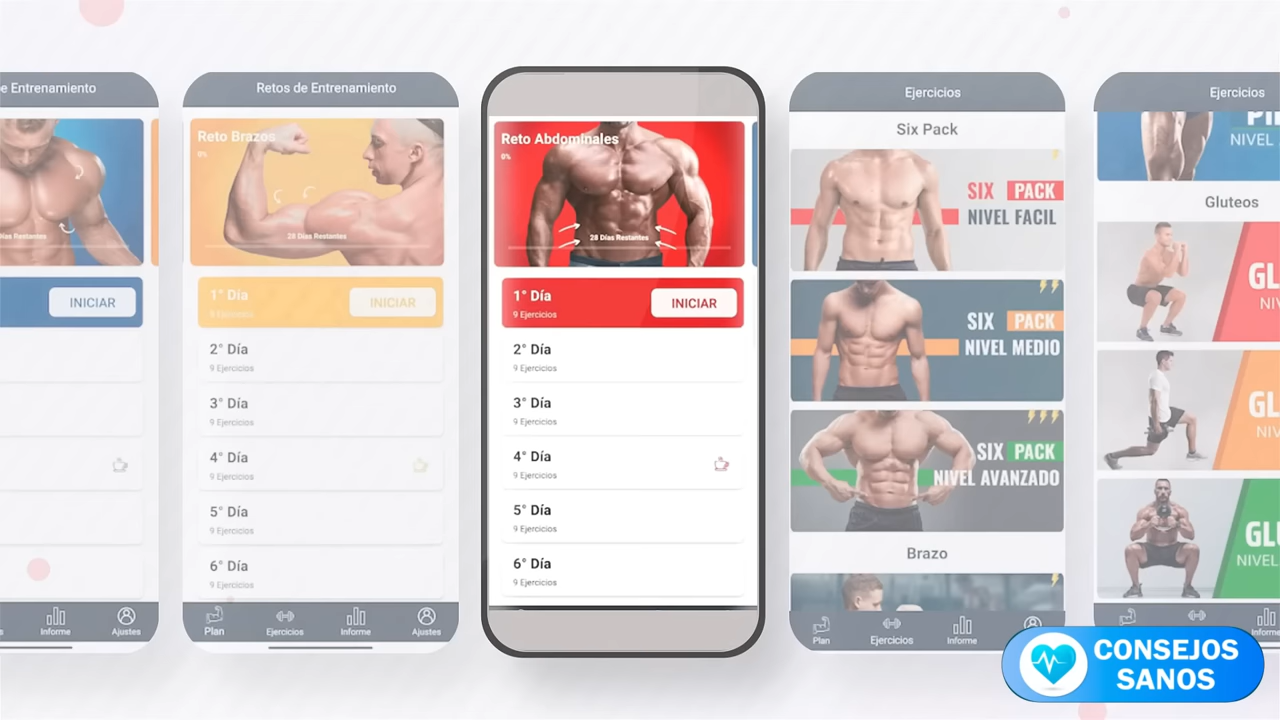 e Entrenamiento
Días Restantes
INICIAR
Informe
Ajustes
Retos de Entrenamiento
Reto Brazos
0%
28 Días Restantes
1° Día
9 Ejercicios
INICIAR
2° Día
9 Ejercicios
3° Día
9 Ejercicios
4° Día
9 Ejercicios
5° Día
9 Ejercicios
6° Día
9 Ejercicios
Plan
Ejercicios
Informe
Ajustes
Reto Abdominales
0%
28 Días Restantes
1° Día
9 Ejercicios
INICIAR
2° Día
9 Ejercicios
3° Día
9 Ejercicios
4° Día
9 Ejercicios
5° Día
9 Ejercicios
6° Día
9 Ejercicios
Ejercicios
Six Pack
SIX PACK
NIVEL FACIL
SIX PACK
NIVEL MEDIO
SIX PACK
NIVEL AVANZADO
Brazo
Plan
Ejercicios
Informe
Ejercicios
NIVEL
Gluteos
GL
NIV
GL
NIV
GLU
NIVEL
Informe
CONSEJOS
SANOS